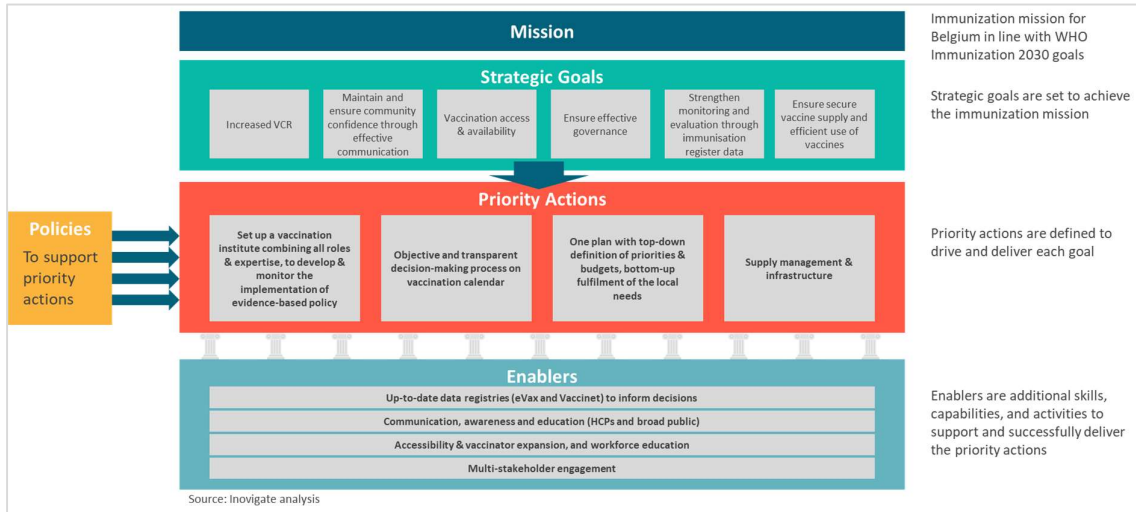 Mission
Immunization mission for
Belgium in line with WHO
Immunization 2030 goals
Strategic Goals
Increased VCR
Maintain and
ensure community
confidence through
effective
communication
Vaccination access
& availability
Ensure effective
governance
Strengthen
monitoring and
evaluation through
immunisation
register data
Ensure secure
vaccine supply and
efficient use of
vaccines
Strategic goals are set to achieve
the immunization mission
Policies
To support
priority
actions
Priority Actions
Set up a vaccination
institute combining all roles
& expertise, to develop &
monitor the
implementation of
evidence-based policy
Objective and transparent
decision-making process on
vaccination calendar
One plan with top-down
definition of priorities &
budgets, bottom-up
fulfilment of the local
needs
Supply management &
infrastructure
Priority actions are defined to
drive and deliver each goal
Enablers
Up-to-date data registries (eVax and Vaccinet) to inform decisions
Communication, awareness and education (HCPs and broad public)
Accessibility & vaccinator expansion, and workforce education
Multi-stakeholder engagement
Enablers are additional skills,
capabilities, and activities to
support and successfully deliver
the priority actions
Source: Inovigate analysis